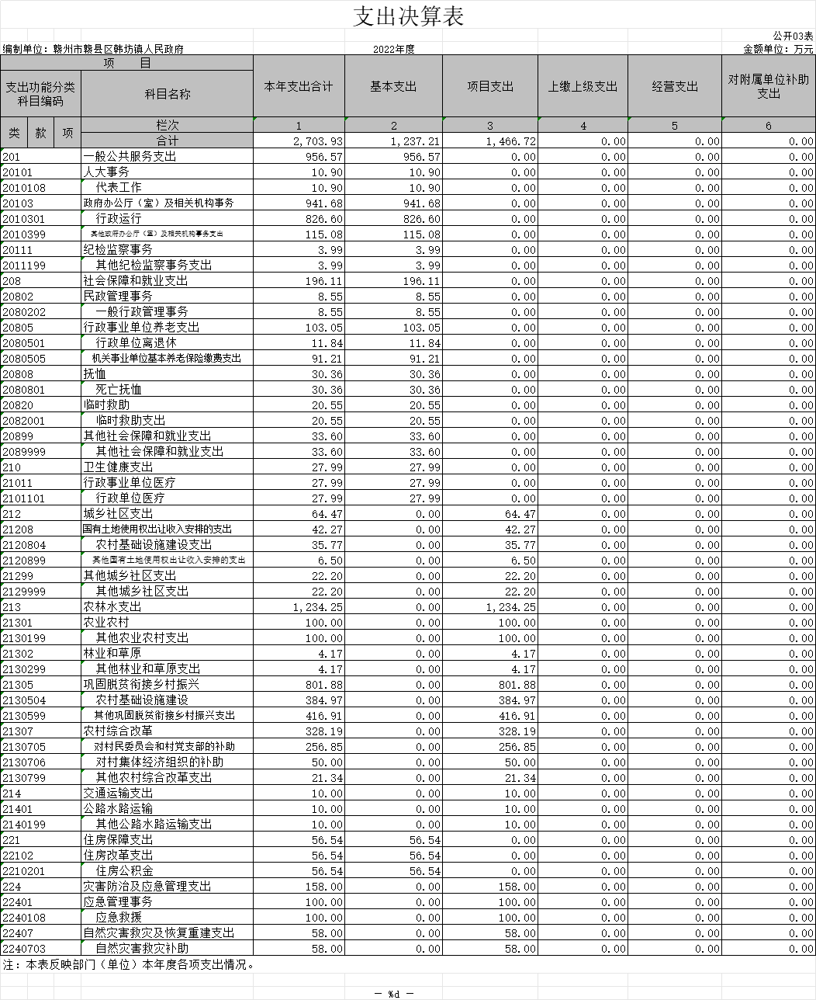 支出决算表
公开03表
编制单位：赣州市赣县区韩坊镇人民政府 2022年度 金额单位：万元
项 目 本年支出合计 基本支出 项目支出 上缴上级支出 经营支出 对附属单位补助支出
支出功能分类科目编码 科目名称
类 款 项 栏次 1 2 3 4 5 6
合计 2,703.93 1,237.21 1,466.72 0.00 0.00 0.00
201 一般公共服务支出 956.57 956.57 0.00 0.00 0.00 0.00
20101 人大事务 10.90 10.90 0.00 0.00 0.00 0.00
2010108 代表工作 10.90 10.90 0.00 0.00 0.00 0.00
20103 政府办公厅（室）及相关机构事务 941.68 941.68 0.00 0.00 0.00 0.00
2010301 行政运行 826.60 826.60 0.00 0.00 0.00 0.00
2010399 其他政府办公厅（室）及相关机构事务支出 115.08 115.08 0.00 0.00 0.00 0.00
20111 纪检监察事务 3.99 3.99 0.00 0.00 0.00 0.00
2011199 其他纪检监察事务支出 3.99 3.99 0.00 0.00 0.00 0.00
208 社会保障和就业支出 196.11 196.11 0.00 0.00 0.00 0.00
20802 民政管理事务 8.55 8.55 0.00 0.00 0.00 0.00
2080202 一般行政管理事务 8.55 8.55 0.00 0.00 0.00 0.00
20805 行政事业单位养老支出 103.05 103.05 0.00 0.00 0.00 0.00
2080501 行政单位离退休 11.84 11.84 0.00 0.00 0.00 0.00
2080505 机关事业单位基本养老保险缴费支出 91.21 91.21 0.00 0.00 0.00 0.00
20808 抚恤 30.36 30.36 0.00 0.00 0.00 0.00
2080801 死亡抚恤 30.36 30.36 0.00 0.00 0.00 0.00
20820 临时救助 20.55 20.55 0.00 0.00 0.00 0.00
2082001 临时救助支出 20.55 20.55 0.00 0.00 0.00 0.00
20899 其他社会保障和就业支出 33.60 33.60 0.00 0.00 0.00 0.00
2089999 其他社会保障和就业支出 33.60 33.60 0.00 0.00 0.00 0.00
210 卫生健康支出 27.99 27.99 0.00 0.00 0.00 0.00
21011 行政事业单位医疗 27.99 27.99 0.00 0.00 0.00 0.00
2101101 行政单位医疗 27.99 27.99 0.00 0.00 0.00 0.00
212 城乡社区支出 64.47 0.00 64.47 0.00 0.00 0.00
21208 国有土地使用权出让收入安排的支出 42.27 0.00 42.27 0.00 0.00 0.00
2120804 农村基础设施建设支出 35.77 0.00 35.77 0.00 0.00 0.00
2120899 其他国有土地使用权出让收入安排的支出 6.50 0.00 6.50 0.00 0.00 0.00
21299 其他城乡社区支出 22.20 0.00 22.20 0.00 0.00 0.00
2129999 其他城乡社区支出 22.20 0.00 22.20 0.00 0.00 0.00
213 农林水支出 1,234.25 0.00 1,234.25 0.00 0.00 0.00
21301 农业农村 100.00 0.00 100.00 0.00 0.00 0.00
2130199 其他农业农村支出 100.00 0.00 100.00 0.00 0.00 0.00
21302 林业和草原 4.17 0.00 4.17 0.00 0.00 0.00
2130299 其他林业和草原支出 4.17 0.00 4.17 0.00 0.00 0.00
21305 巩固脱贫衔接乡村振兴 801.88 0.00 801.88 0.00 0.00 0.00
2130504 农村基础设施建设 384.97 0.00 384.97 0.00 0.00 0.00
2130599 其他巩固脱贫衔接乡村振兴支出 416.91 0.00 416.91 0.00 0.00 0.00
21307 农村综合改革 328.19 0.00 328.19 0.00 0.00 0.00
2130705 对村民委员会和村党支部的补助 256.85 0.00 256.85 0.00 0.00 0.00
2130706 对村集体经济组织的补助 50.00 0.00 50.00 0.00 0.00 0.00
2130799 其他农村综合改革支出 21.34 0.00 21.34 0.00 0.00 0.00
214 交通运输支出 10.00 0.00 10.00 0.00 0.00 0.00
21401 公路水路运输 10.00 0.00 10.00 0.00 0.00 0.00
2140199 其他公路水路运输支出 10.00 0.00 10.00 0.00 0.00 0.00
221 住房保障支出 56.54 56.54 0.00 0.00 0.00 0.00
22102 住房改革支出 56.54 56.54 0.00 0.00 0.00 0.00
2210201 住房公积金 56.54 56.54 0.00 0.00 0.00 0.00
224 灾害防治及应急管理支出 158.00 0.00 158.00 0.00 0.00 0.00
22401 应急管理事务 100.00 0.00 100.00 0.00 0.00 0.00
2240108 应急救援 100.00 0.00 100.00 0.00 0.00 0.00
22407 自然灾害救灾及恢复重建支出 58.00 0.00 58.00 0.00 0.00 0.00
2240703 自然灾害救灾补助 58.00 0.00 58.00 0.00 0.00 0.00
注：本表反映部门（单位）本年度各项支出情况。
— %d —